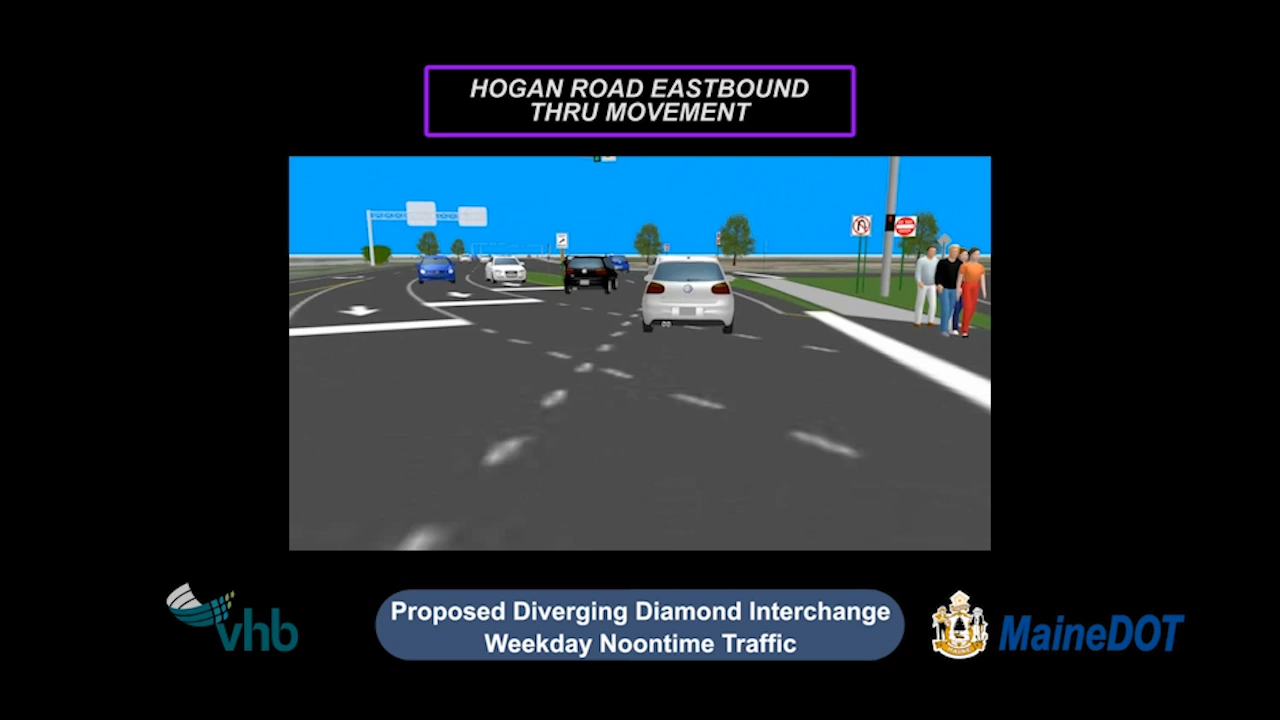 HOGAN ROAD EASTBOUND
THRU MOVEMENT
vhb
Proposed Diverging Diamond Interchange
Weekday Noontime Traffic
MaineDOT